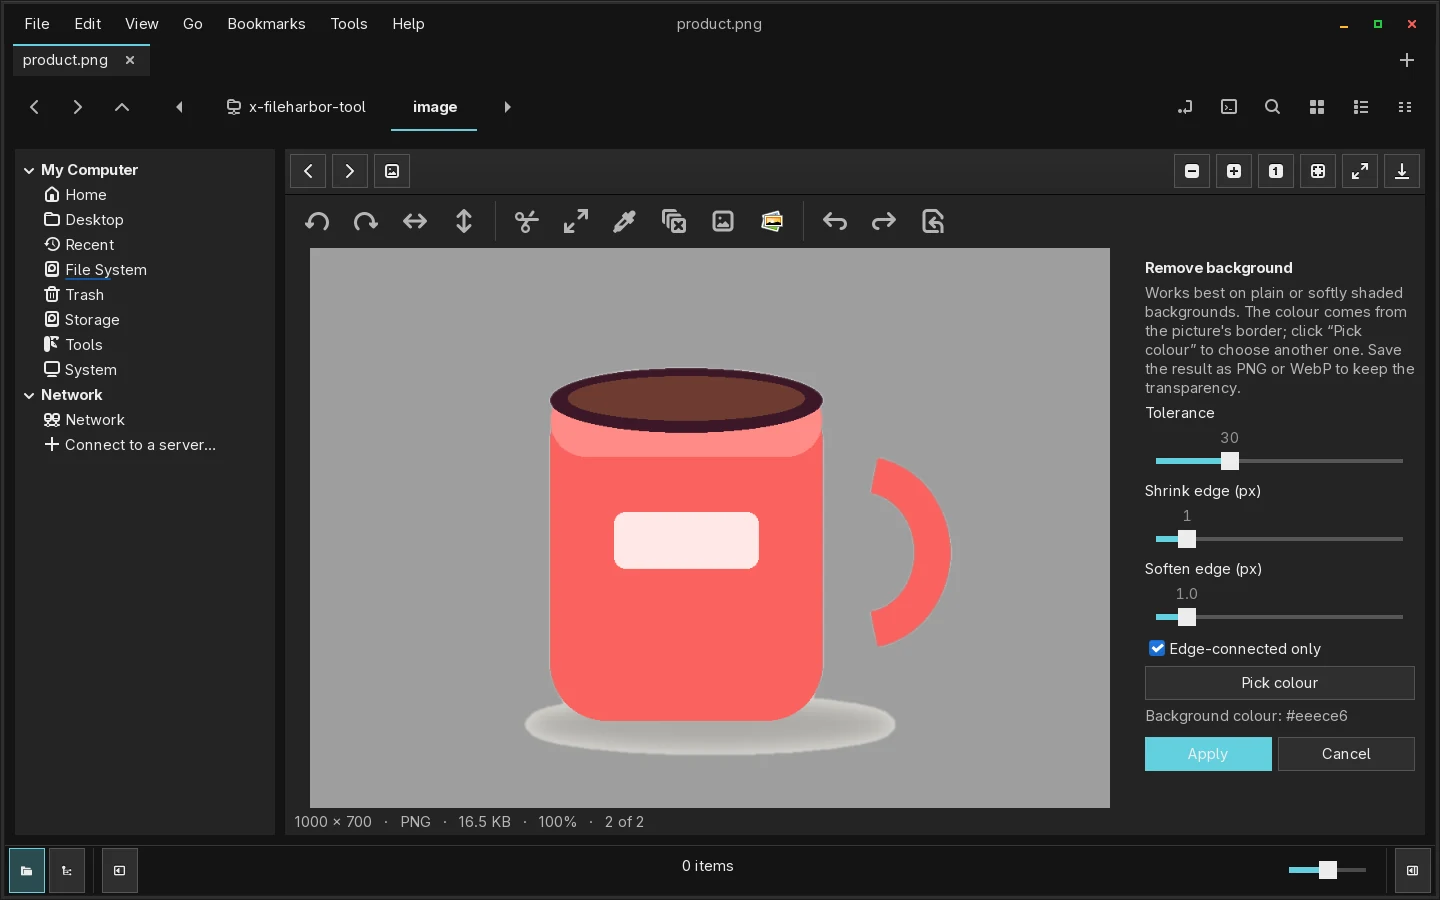 File Edit View Go Bookmarks Tools Help
product.png
product.png
x-fileharbor-tool
image
My Computer
Home
Desktop
Recent
File System
Trash
Storage
Tools
System
Network
Network
Connect to a server...
1
Remove background
Works best on plain or softly shaded
backgrounds. The colour comes from
the picture's border; click “Pick
colour” to choose another one. Save
the result as PNG or WebP to keep the
transparency.
Tolerance
30
Shrink edge (px)
1
Soften edge (px)
1.0
Edge-connected only
Pick colour
Background colour: #eeece6
Apply
Cancel
1000 × 700 · PNG · 16.5 KB · 100% · 2 of 2
0 items